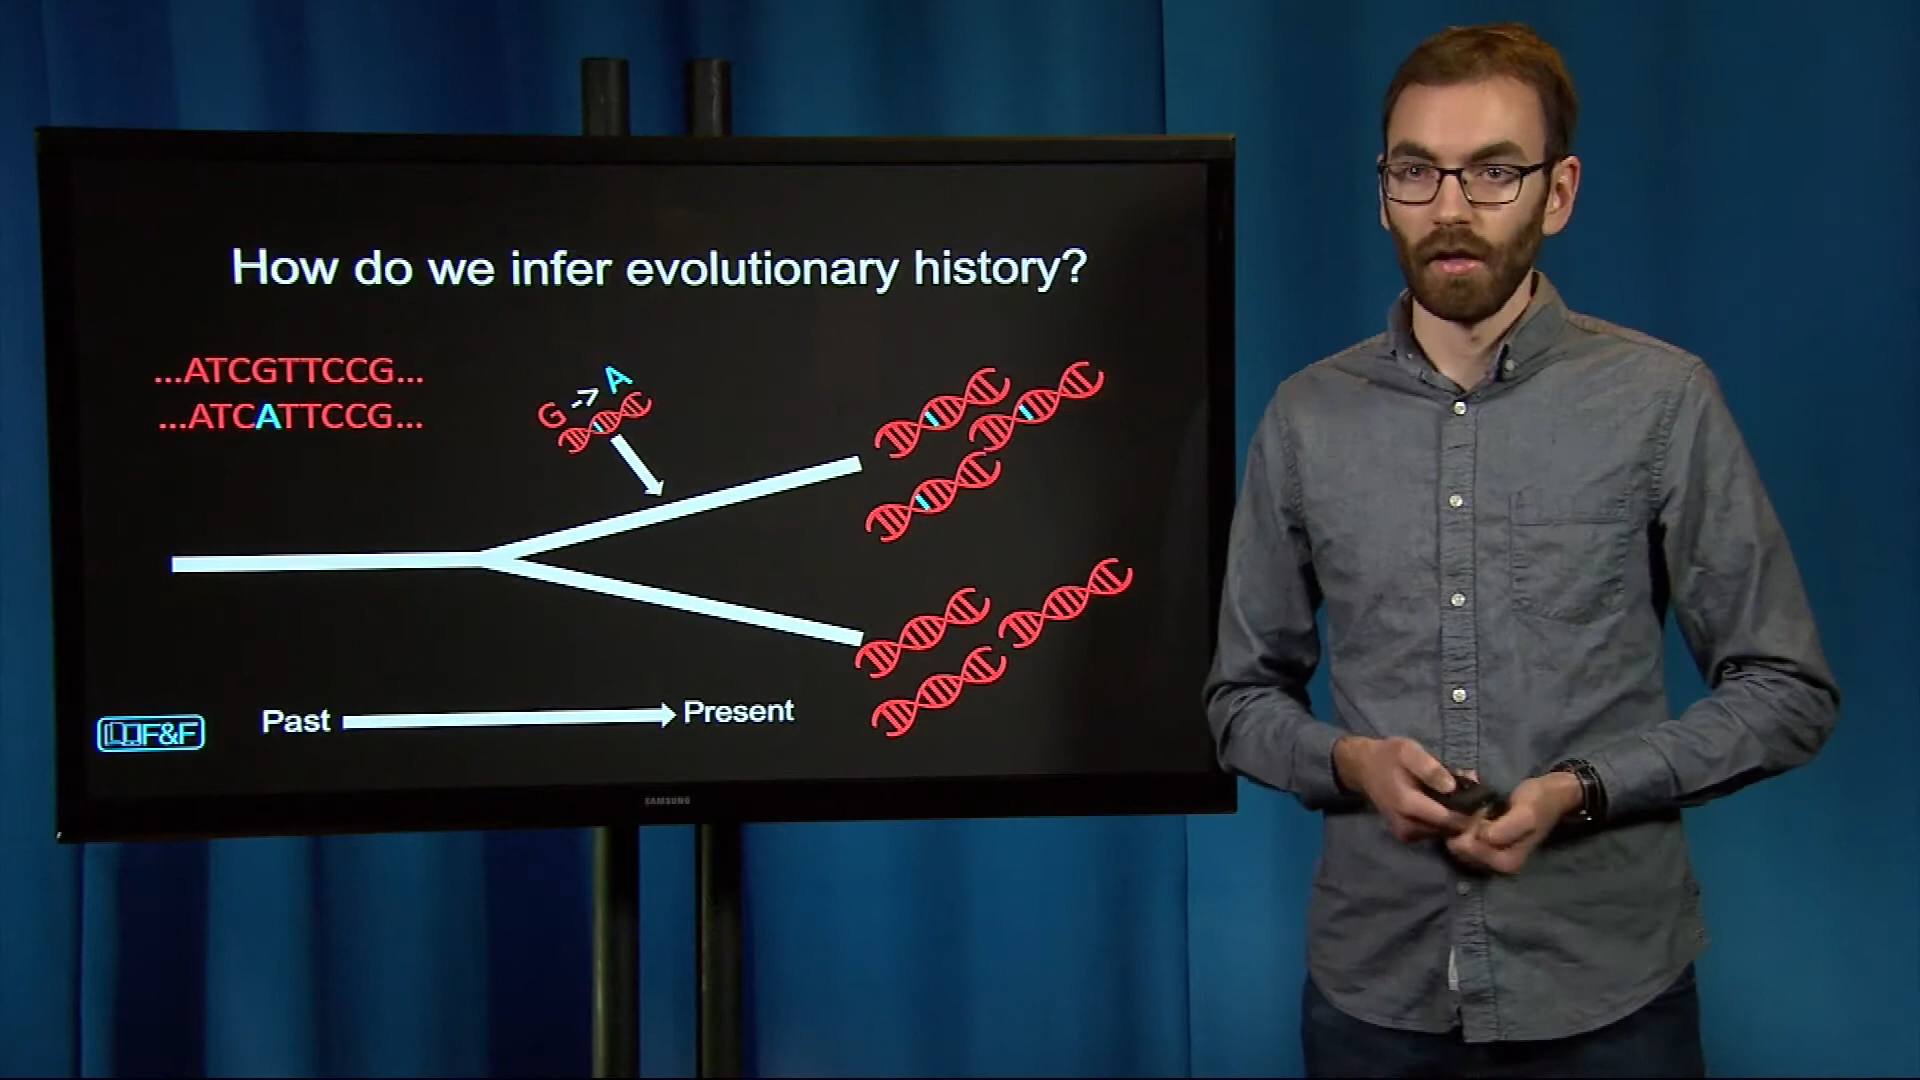 How do we infer evolutionary history?
...ATCGTTCCG...
...ATCATTCCG...
G -> A
Past
Present
F&F
SAMSUNG